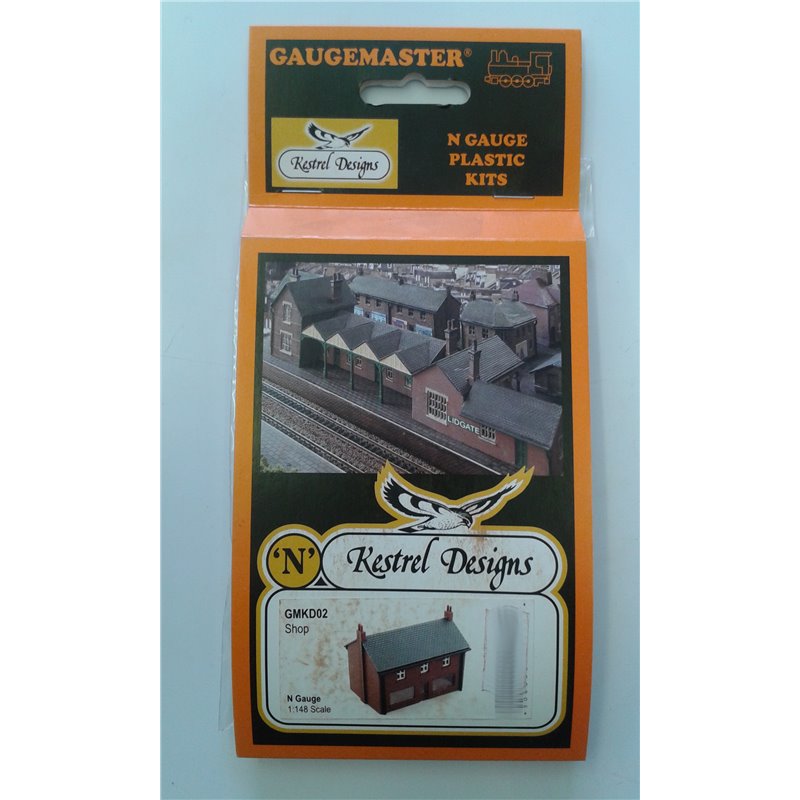 GAUGEMASTER®
Kestrel Designs
N GAUGE
PLASTIC
KITS
LIDGATE
'N'
Kestrel Designs
GMKD02
Shop
N Gauge
1:148 Scale